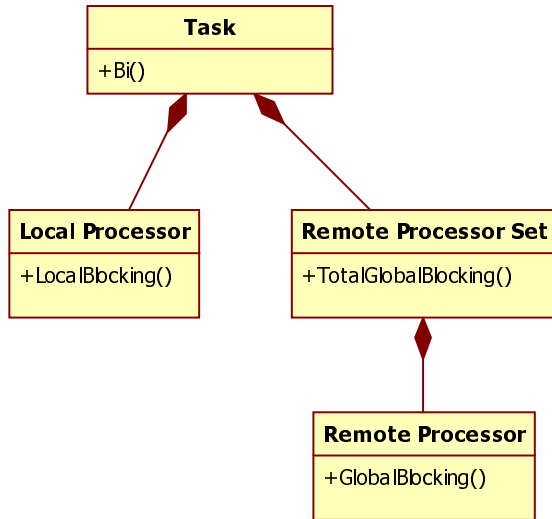 Task
+Bi()
Local Processor
+LocalBlocking()
Remote Processor Set
+TotalGlobalBlocking()
Remote Processor
+GlobalBlocking()